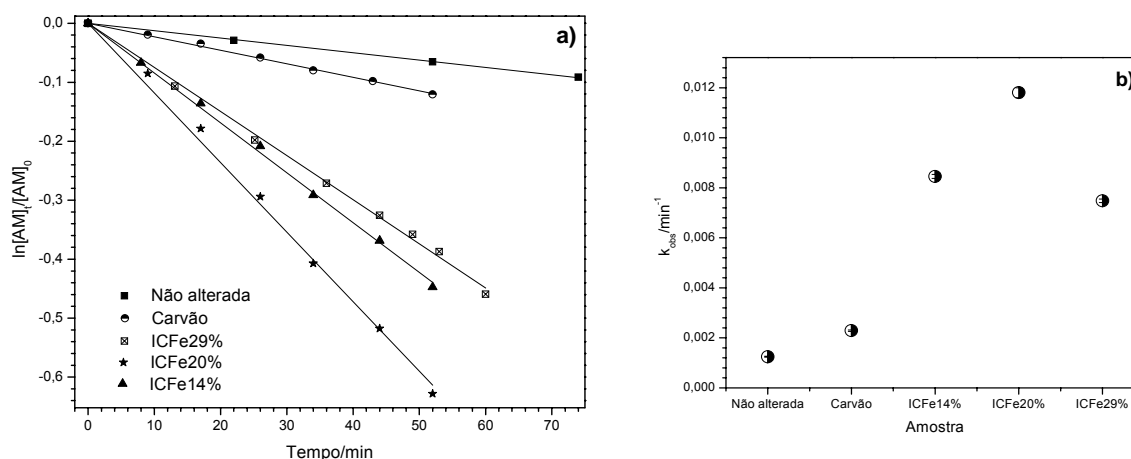 a)
0,0
-0,1
-0,2
-0,3
-0,4
-0,5
-0,6
ln[AM]t/[AM]0
Não alterada
Carvão
ICFe29%
ICFe20%
ICFe14%
0 10 20 30 40 50 60 70
Tempo/min
b)
0,012
0,010
0,008
0,006
0,004
0,002
0,000
kobs/min-1
Não alterada Carvão ICFe14% ICFe20% ICFe29%
Amostra